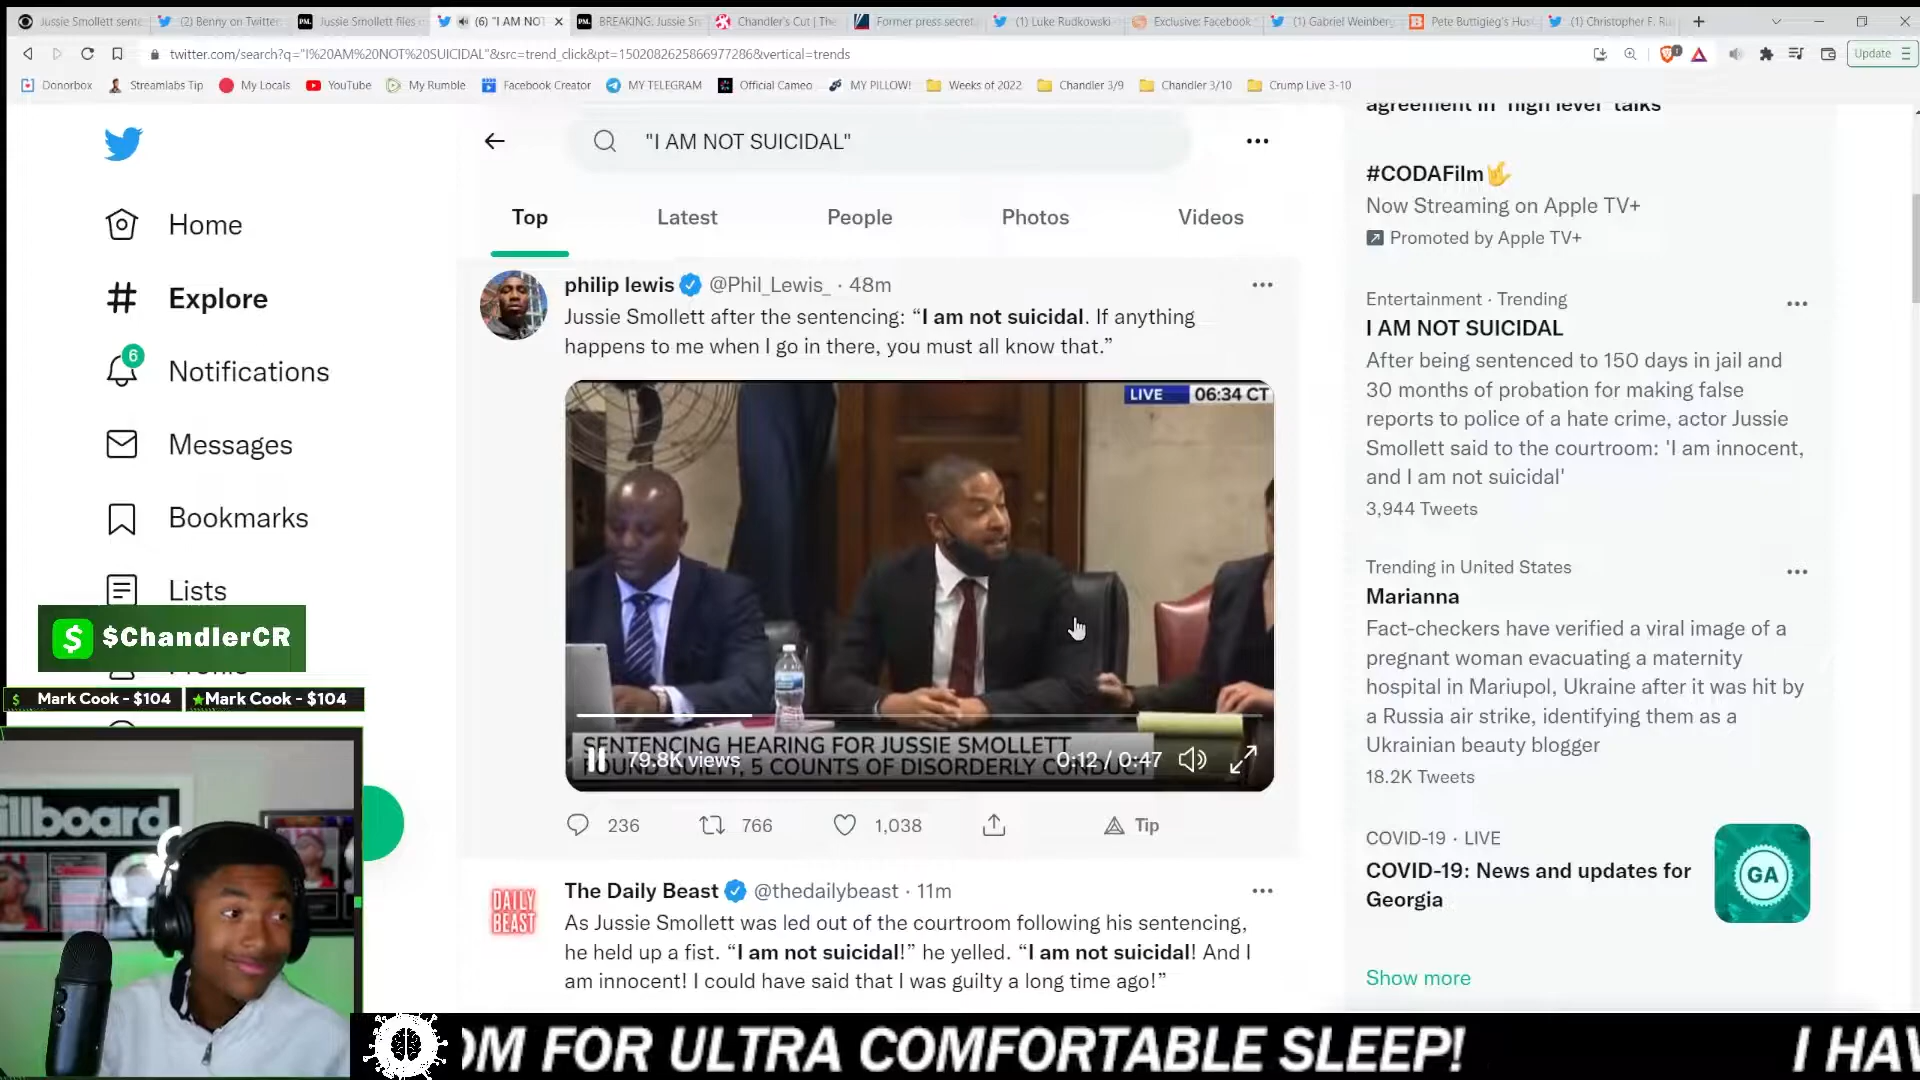 Jussie Smollett sente
(2) Benny on Twitter
PM.
Jussie Smollett files
(6) "I AM NOT
PM.
BREAKING: Jussie Sm
Chandler's Cut | The
Former press secret
(1) Luke Rudkowski
Exclusive: Facebook
(1) Gabriel Weinberg
Pete Buttigieg's Hus
(1) Christopher F. Ru
twitter.com/search?q="I%20AM%20NOT%20SUICIDAL"&src=trend_click&pt=1502082625866977286&vertical=trends
Update
Donorbox
Streamlabs Tip
My Locals
YouTube
My Rumble
Facebook Creator
MY TELEGRAM
Official Cameo
MY PILLOW!
Weeks of 2022
Chandler 3/9
Chandler 3/10
Crump Live 3-10
Home
Explore
6
Notifications
Messages
Bookmarks
Lists
$ChandlerCR
Profile
$ Mark Cook - $104
Mark Cook - $104
illboard
"I AM NOT SUICIDAL"
Top
Latest
People
Photos
Videos
philip lewis @Phil_Lewis_ · 48m
Jussie Smollett after the sentencing: “I am not suicidal. If anything
happens to me when I go in there, you must all know that.”
LIVE 06:34 CT
SENTENCING HEARING FOR JUSSIE SMOLLETT
FOUND GUILTY, 5 COUNTS OF DISORDERLY CONDUCT
79.8K views
0:12 / 0:47
236
766
1,038
Tip
DAILY
BEAST
The Daily Beast @thedailybeast · 11m
As Jussie Smollett was led out of the courtroom following his sentencing,
he held up a fist. “I am not suicidal!” he yelled. “I am not suicidal! And I
am innocent! I could have said that I was guilty a long time ago!”
agreement in 'high level' talks
#CODAFilm
Now Streaming on Apple TV+
Promoted by Apple TV+
Entertainment · Trending
I AM NOT SUICIDAL
After being sentenced to 150 days in jail and
30 months of probation for making false
reports to police of a hate crime, actor Jussie
Smollett said to the courtroom: 'I am innocent,
and I am not suicidal'
3,944 Tweets
Trending in United States
Marianna
Fact-checkers have verified a viral image of a
pregnant woman evacuating a maternity
hospital in Mariupol, Ukraine after it was hit by
a Russia air strike, identifying them as a
Ukrainian beauty blogger
18.2K Tweets
COVID-19 · LIVE
COVID-19: News and updates for
Georgia
GA
Show more
OM FOR ULTRA COMFORTABLE SLEEP!
I HAV